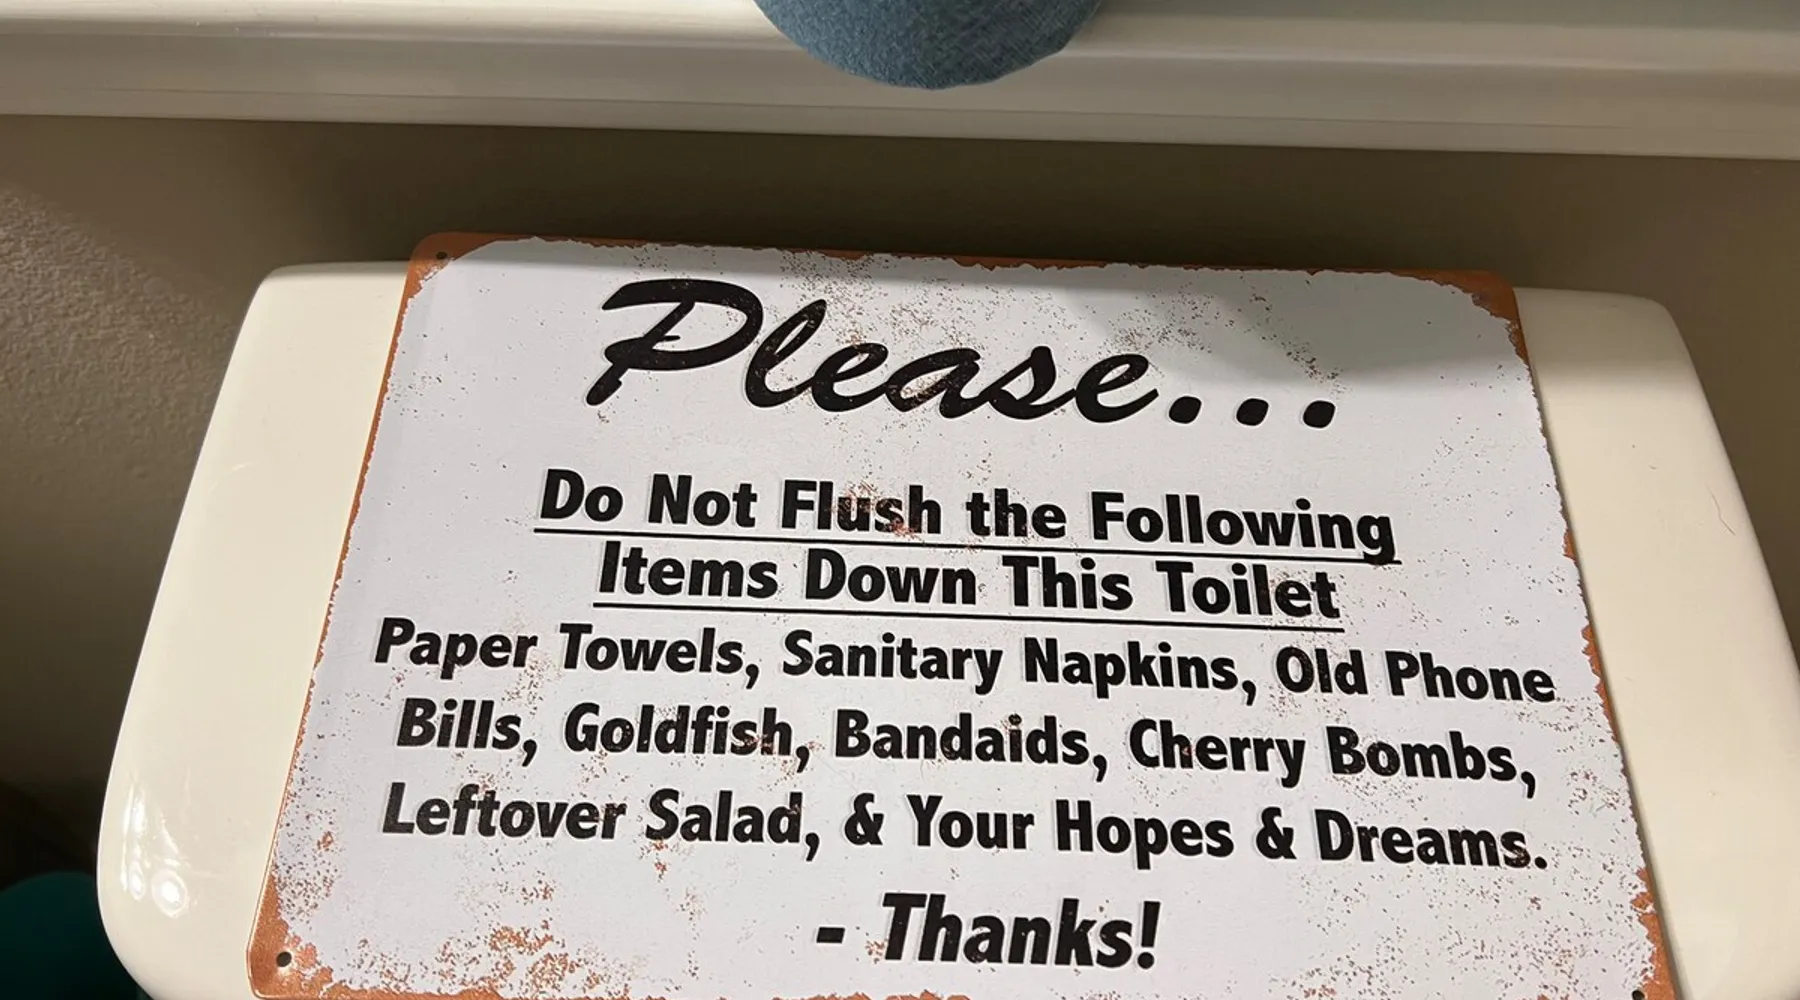 Please...
Do Not Flush the Following
Items Down This Toilet
Paper Towels, Sanitary Napkins, Old Phone
Bills, Goldfish, Bandaids, Cherry Bombs,
Leftover Salad, & Your Hopes & Dreams.
- Thanks!